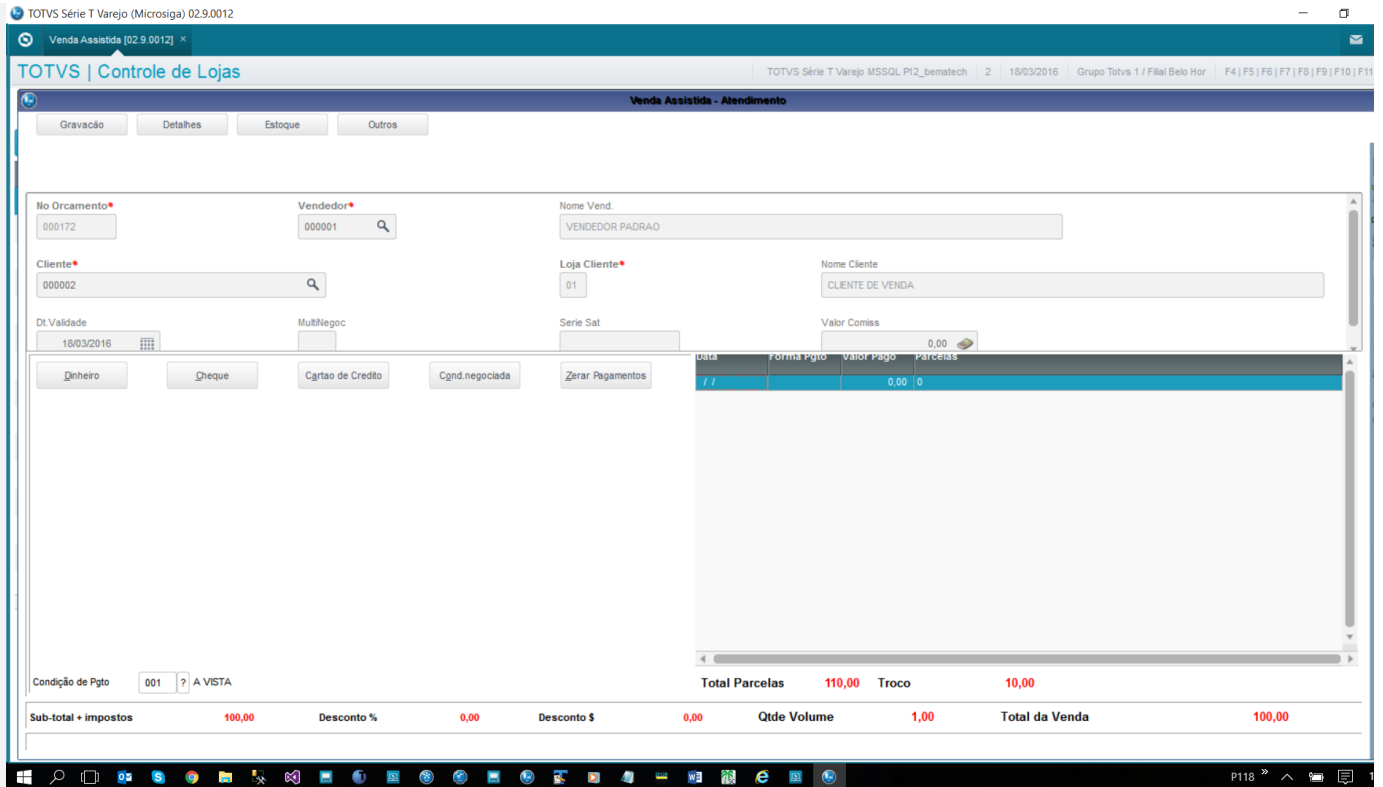 TOTVS Série T Varejo (Microsiga) 02.9.0012
Venda Assistida [02.9.0012] ×
TOTVS | Controle de Lojas
TOTVS Série T Varejo MSSQL P12_bematech 2 18/03/2016 Grupo Totvs 1 / Filial Belo Hor F4 | F5 | F6 | F7 | F8 | F9 | F10 | F11
Venda Assistida - Atendimento
Gravacão Detalhes Estoque Outros
No Orcamento* Vendedor* Nome Vend.
000172 000001 VENDEDOR PADRAO
Cliente* Loja Cliente* Nome Cliente
000002 01 CLIENTE DE VENDA
Dt.Validade MultiNegoc Serie Sat Valor Comiss
18/03/2016 0,00
Data Forma Pgto Valor Pago Parcelas
Dinheiro Cheque Cartao de Credito Cond.negociada Zerar Pagamentos
/ / 0,00 0
Condição de Pgto 001 ? A VISTA
Total Parcelas 110,00 Troco 10,00
Sub-total + impostos 100,00 Desconto % 0,00 Desconto $ 0,00 Qtde Volume 1,00 Total da Venda 100,00
P118